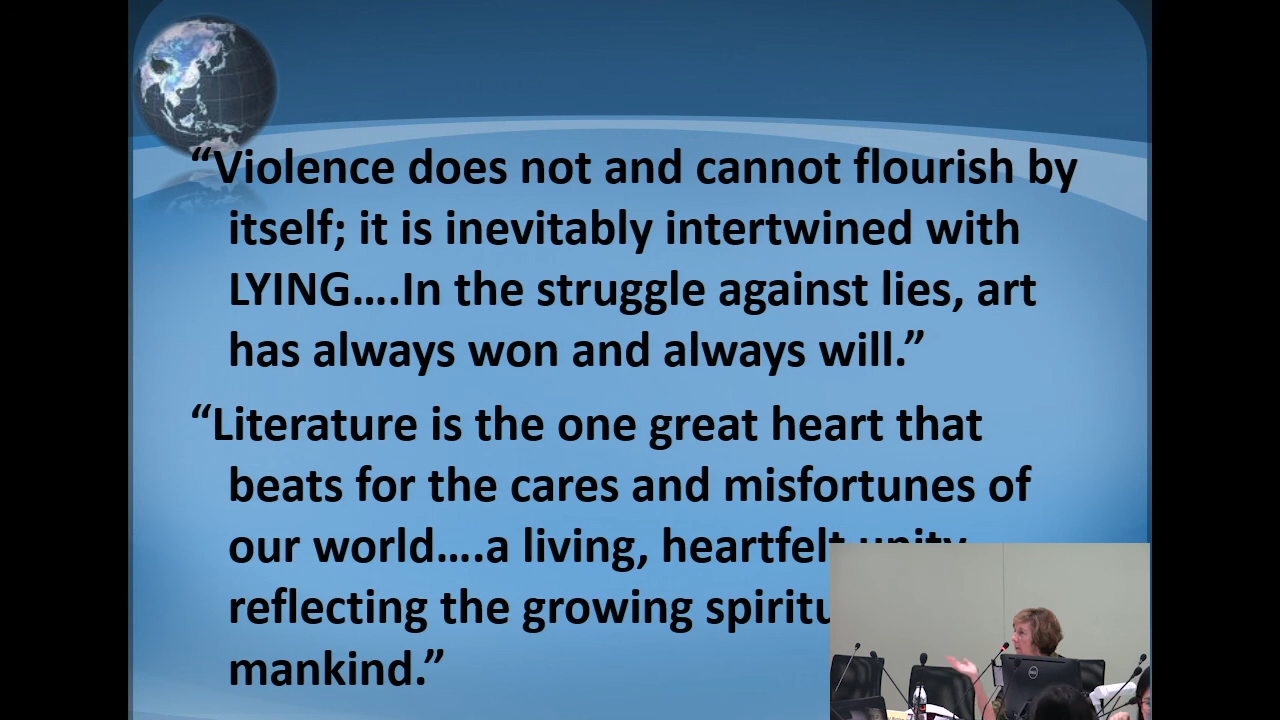 “Violence does not and cannot flourish by
itself; it is inevitably intertwined with
LYING….In the struggle against lies, art
has always won and always will.”
“Literature is the one great heart that
beats for the cares and misfortunes of
our world….a living, heartfelt unity
reflecting the growing
mankind.”